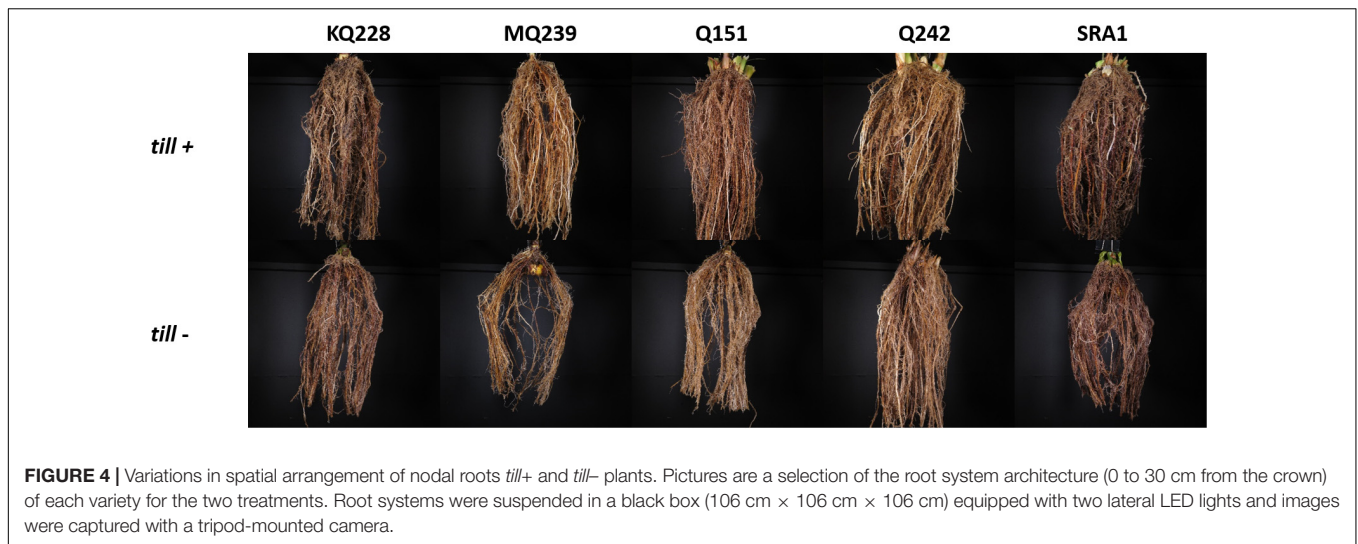 KQ228 MQ239 Q151 Q242 SRA1
till +
till -
FIGURE 4 | Variations in spatial arrangement of nodal roots till+ and till– plants. Pictures are a selection of the root system architecture (0 to 30 cm from the crown)
of each variety for the two treatments. Root systems were suspended in a black box (106 cm × 106 cm × 106 cm) equipped with two lateral LED lights and images
were captured with a tripod-mounted camera.